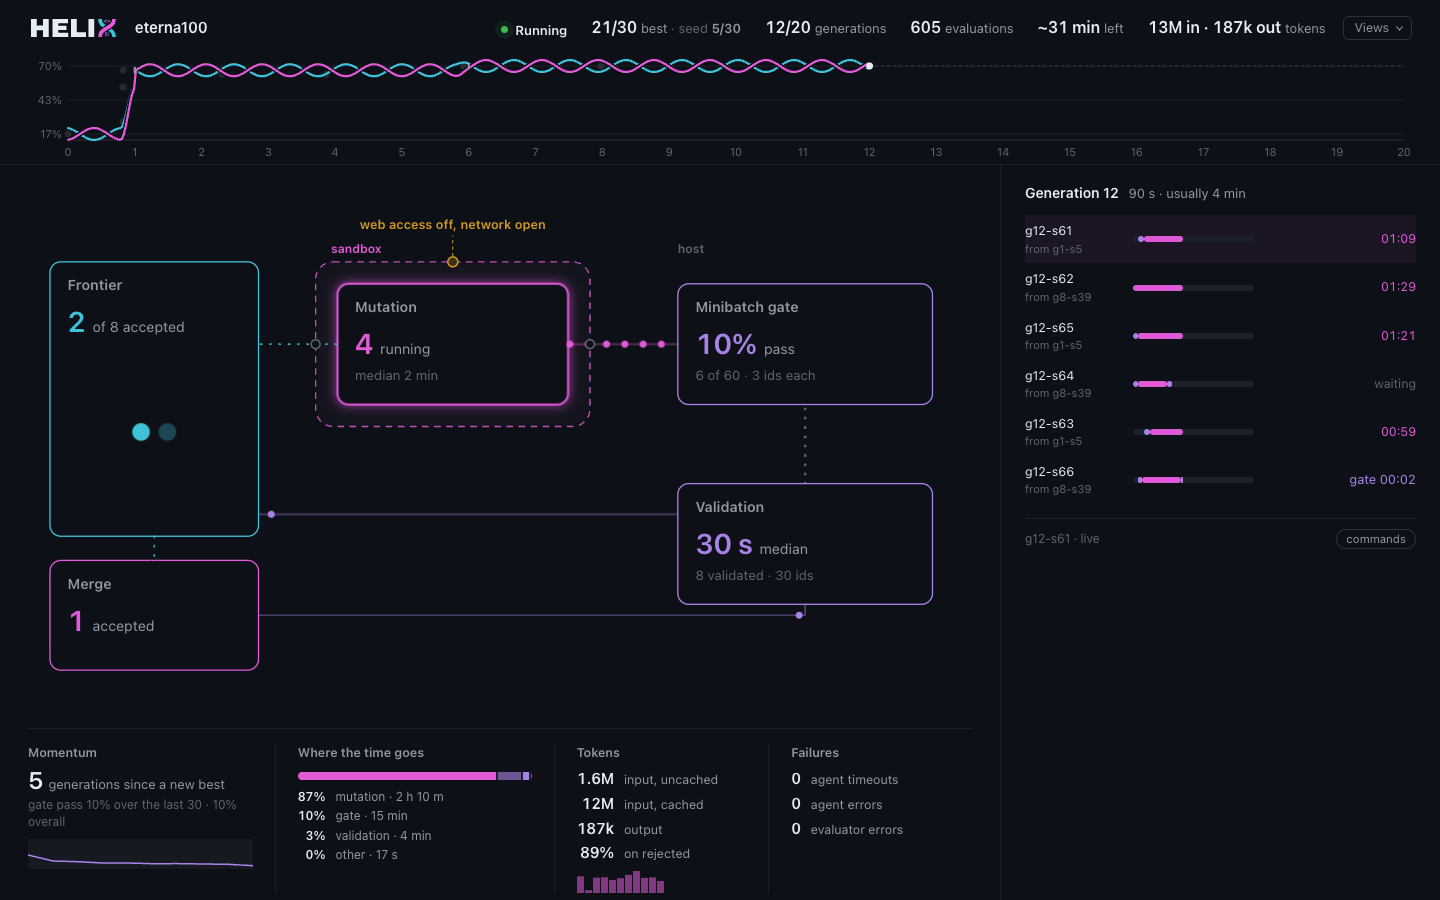 HELIX eterna100
Running
21/30 best · seed 5/30
12/20 generations
605 evaluations
~31 min left
13M in · 187k out tokens
Views
70%
43%
17%
0 1 2 3 4 5 6 7 8 9 10 11 12 13 14 15 16 17 18 19 20
web access off, network open
sandbox
host
Frontier
2 of 8 accepted
Mutation
4 running
median 2 min
Minibatch gate
10% pass
6 of 60 · 3 ids each
Validation
30 s median
8 validated · 30 ids
Merge
1 accepted
Generation 12 90 s · usually 4 min
g12-s61
from g1-s5
01:09
g12-s62
from g8-s39
01:29
g12-s65
from g1-s5
01:21
g12-s64
from g8-s39
waiting
g12-s63
from g1-s5
00:59
g12-s66
from g8-s39
gate 00:02
g12-s61 · live
commands
Momentum
5 generations since a new best
gate pass 10% over the last 30 · 10%
overall
Where the time goes
87% mutation · 2 h 10 m
10% gate · 15 min
3% validation · 4 min
0% other · 17 s
Tokens
1.6M input, uncached
12M input, cached
187k output
89% on rejected
Failures
0 agent timeouts
0 agent errors
0 evaluator errors